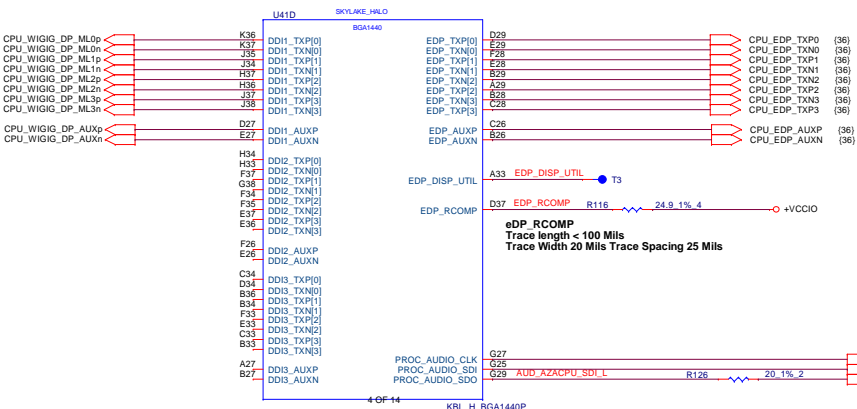 U41D SKYLAKE_HALO
BGA1440
CPU_WIGIG_DP_ML0p K36 DDI1_TXP[0] EDP_TXP[0] D29 CPU_EDP_TXP0 {36}
CPU_WIGIG_DP_ML0n K37 DDI1_TXN[0] EDP_TXN[0] E29 CPU_EDP_TXN0 {36}
CPU_WIGIG_DP_ML1p J35 DDI1_TXP[1] EDP_TXP[1] F28 CPU_EDP_TXP1 {36}
CPU_WIGIG_DP_ML1n J34 DDI1_TXN[1] EDP_TXN[1] E28 CPU_EDP_TXN1 {36}
CPU_WIGIG_DP_ML2p H37 DDI1_TXP[2] EDP_TXN[2] B29 CPU_EDP_TXN2 {36}
CPU_WIGIG_DP_ML2n H36 DDI1_TXN[2] EDP_TXP[2] A29 CPU_EDP_TXP2 {36}
CPU_WIGIG_DP_ML3p J37 DDI1_TXP[3] EDP_TXN[3] B28 CPU_EDP_TXN3 {36}
CPU_WIGIG_DP_ML3n J38 DDI1_TXN[3] EDP_TXP[3] C28 CPU_EDP_TXP3 {36}
CPU_WIGIG_DP_AUXp D27 DDI1_AUXP EDP_AUXP C26 CPU_EDP_AUXP {36}
CPU_WIGIG_DP_AUXn E27 DDI1_AUXN EDP_AUXN B26 CPU_EDP_AUXN {36}
H34 DDI2_TXP[0]
H33 DDI2_TXN[0]
F37 DDI2_TXP[1] EDP_DISP_UTIL A33 EDP_DISP_UTIL T3
G38 DDI2_TXN[1]
F34 DDI2_TXP[2]
F35 DDI2_TXN[2] EDP_RCOMP D37 EDP_RCOMP R116 24.9_1%_4 +VCCIO
E37 DDI2_TXP[3]
E36 DDI2_TXN[3]
eDP_RCOMP
Trace length < 100 Mils
Trace Width 20 Mils Trace Spacing 25 Mils
F26 DDI2_AUXP
E26 DDI2_AUXN
C34 DDI3_TXP[0]
D34 DDI3_TXN[0]
B36 DDI3_TXP[1]
B34 DDI3_TXN[1]
F33 DDI3_TXP[2]
E33 DDI3_TXN[2]
C33 DDI3_TXP[3]
B33 DDI3_TXN[3]
PROC_AUDIO_CLK G27
A27 DDI3_AUXP PROC_AUDIO_SDI G25
B27 DDI3_AUXN PROC_AUDIO_SDO G29 AUD_AZACPU_SDI_L R126 20_1%_2
4 OF 14
KBL_H_BGA1440P